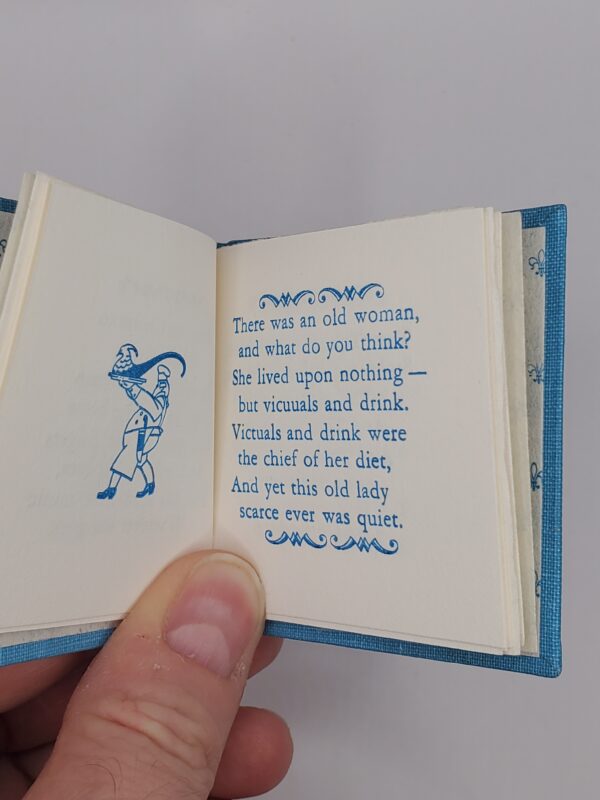 There was an old woman,
and what do you think?
She lived upon nothing —
but vicuuals and drink.
Victuals and drink were
the chief of her diet,
And yet this old lady
scarce ever was quiet.